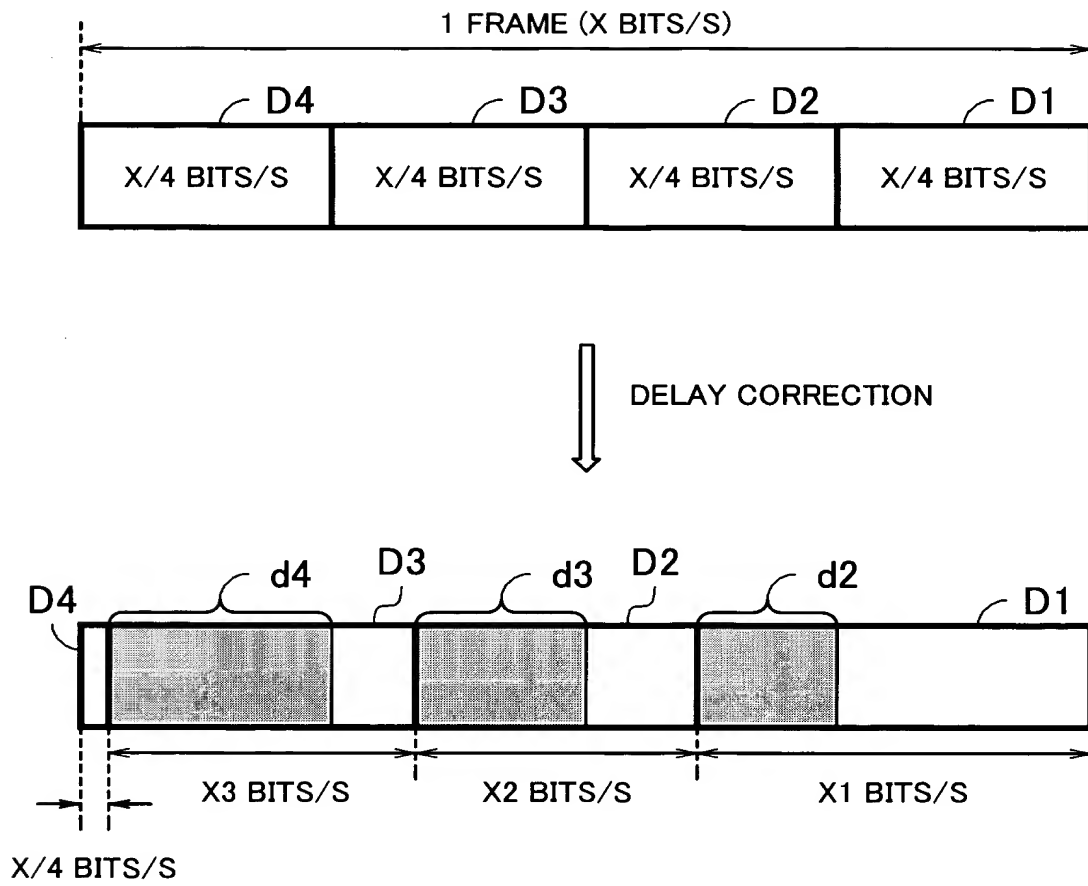 1 FRAME (X BITS/S)
D4 D3 D2 D1
X/4 BITS/S X/4 BITS/S X/4 BITS/S X/4 BITS/S
DELAY CORRECTION
D4 d4 D3 d3 D2 d2 D1
X3 BITS/S X2 BITS/S X1 BITS/S
X/4 BITS/S